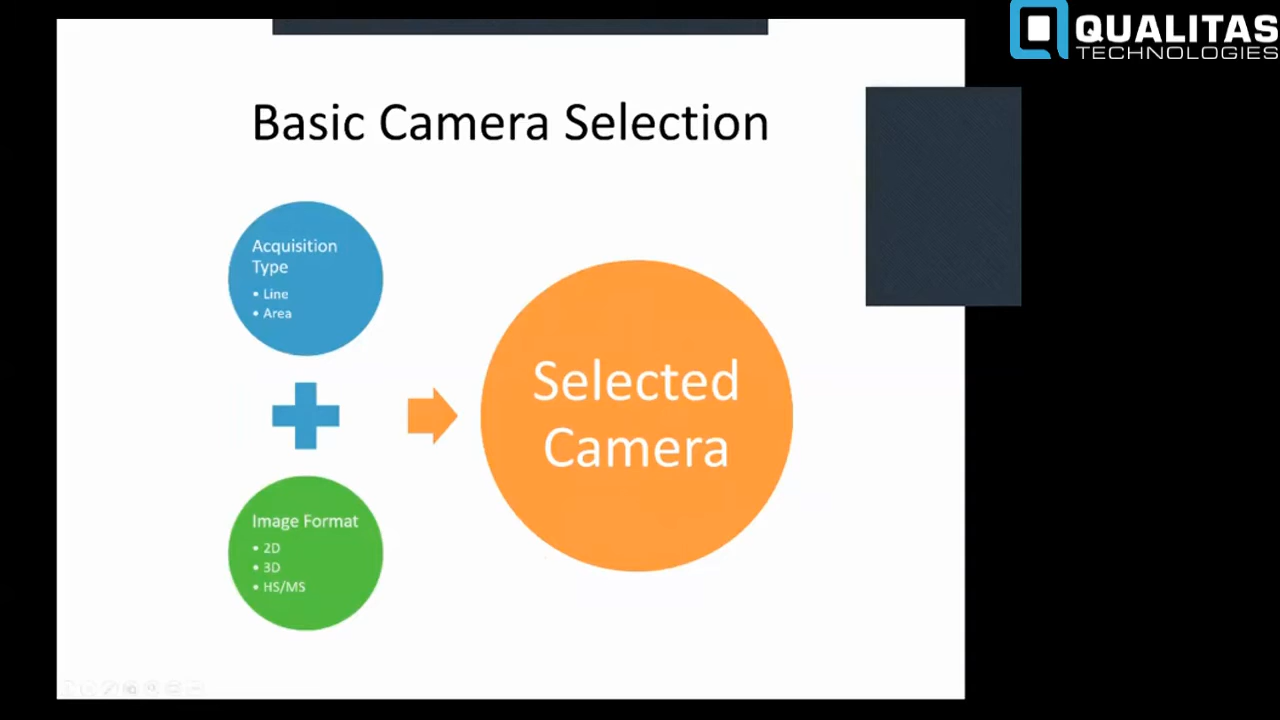 QUALITAS
TECHNOLOGIES
Basic Camera Selection
Acquisition
Type
• Line
• Area
Selected
Camera
Image Format
• 2D
• 3D
• HS/MS